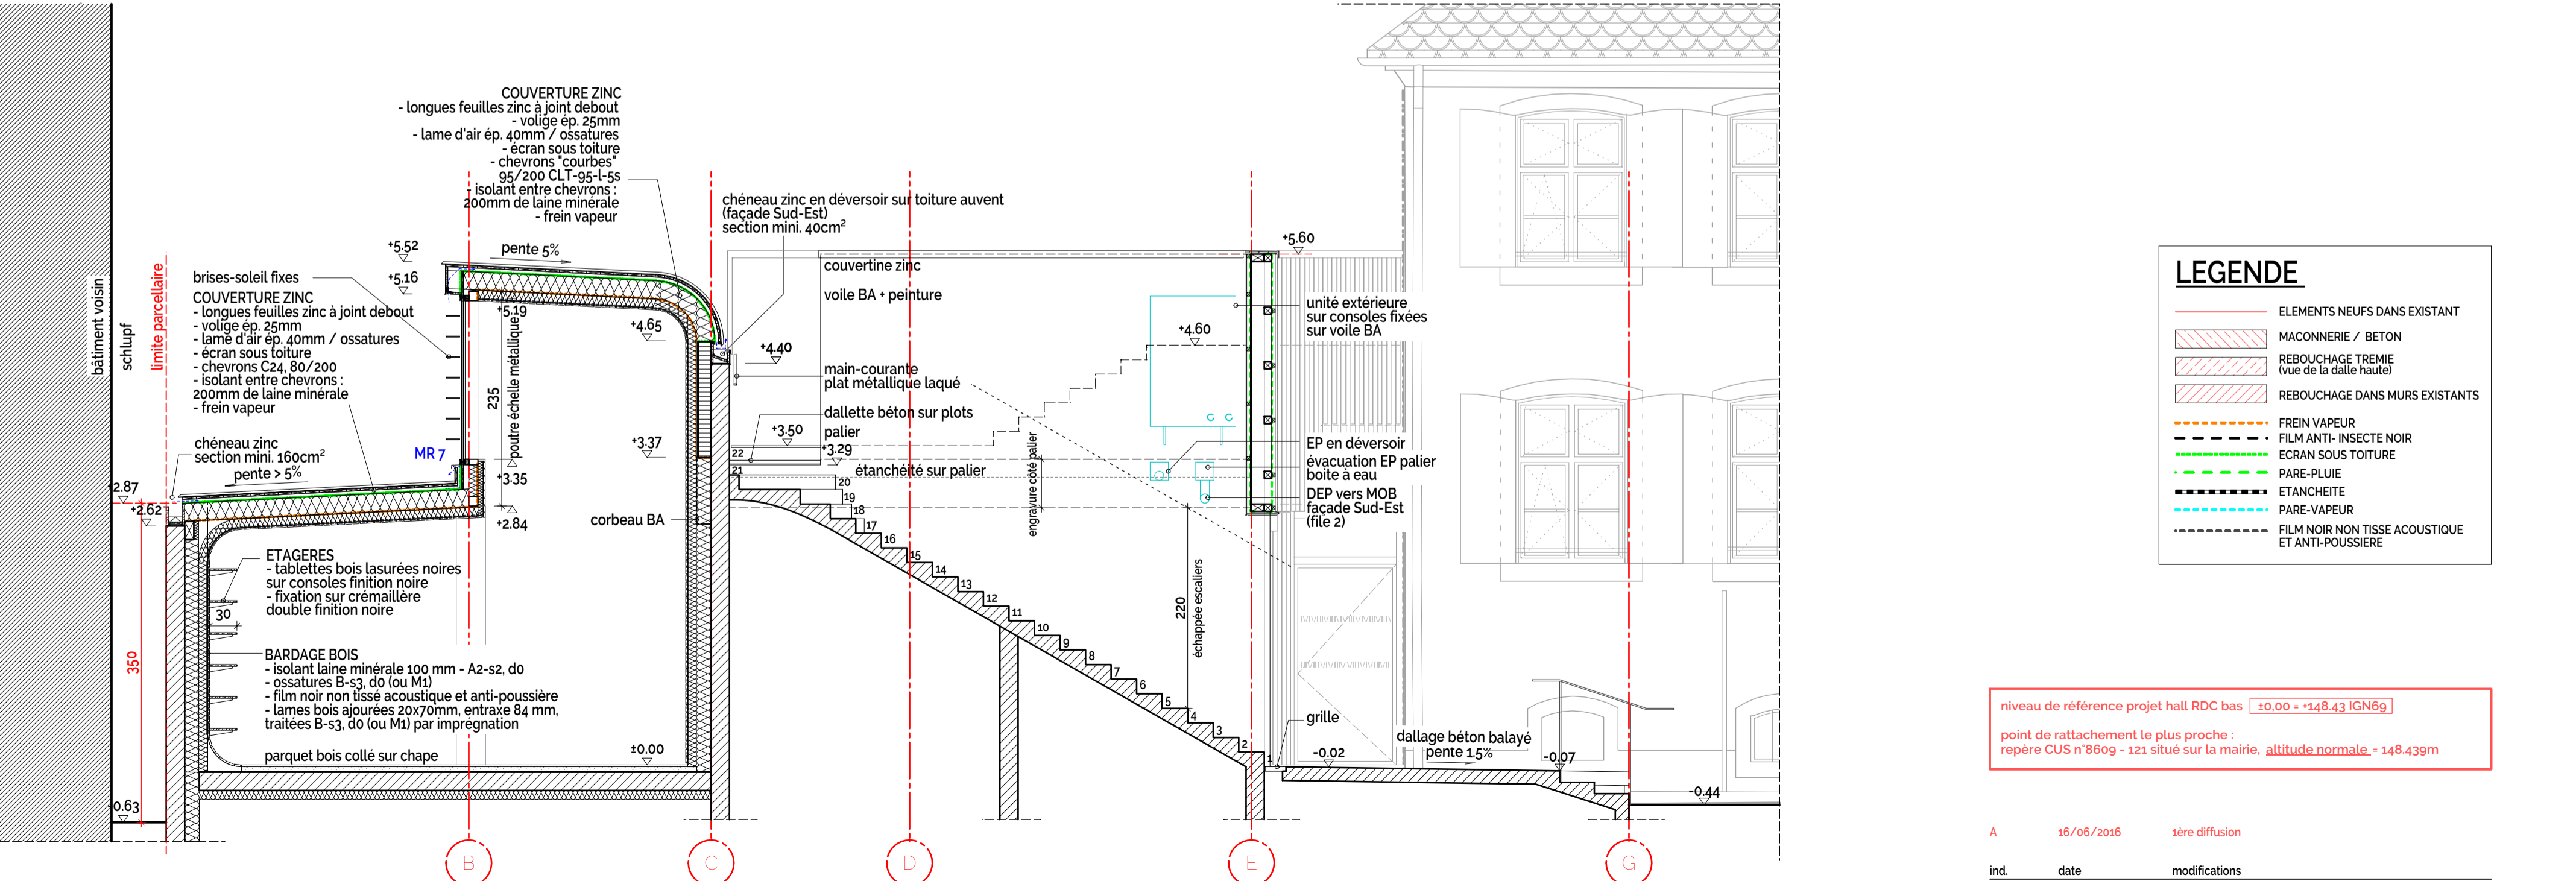 COUVERTURE ZINC
- longues feuilles zinc à joint debout
- volige ép. 25mm
- lame d'air ép. 40mm / ossatures
- écran sous toiture
- chevrons "courbes"
95/200 CLT-95-l-5s
- isolant entre chevrons :
200mm de laine minérale
- frein vapeur
chéneau zinc en déversoir sur toiture auvent
(façade Sud-Est)
section mini. 40cm²
+5.52
pente 5%
+5.16
+5.60
bâtiment voisin
schlupf
limite parcellaire
brises-soleil fixes
COUVERTURE ZINC
- longues feuilles zinc à joint debout
- volige ép. 25mm
- lame d'air ép. 40mm / ossatures
- écran sous toiture
- chevrons C24, 80/200
- isolant entre chevrons :
200mm de laine minérale
- frein vapeur
chéneau zinc
section mini. 160cm²
pente > 5%
MR 7
+2.87
+2.62
+5.19
235
poutre échelle métallique
+3.35
+2.84
+4.65
+3.37
corbeau BA
+4.40
couvertine zinc
voile BA + peinture
main-courante
plat métallique laqué
dallette béton sur plots
+3.50
palier
+3.29
étanchéité sur palier
engravure côté palier
+4.60
C C
unité extérieure
sur consoles fixées
sur voile BA
EP en déversoir
évacuation EP palier
boite à eau
DEP vers MOB
façade Sud-Est
(file 2)
220
échappée escaliers
22
21
20
19
18
17
16
15
14
13
12
11
10
9
8
7
6
5
4
3
2
1
ETAGERES
- tablettes bois lasurées noires
sur consoles finition noire
- fixation sur crémaillère
double finition noire
30
350
BARDAGE BOIS
- isolant laine minérale 100 mm - A2-s2, d0
- ossatures B-s3, d0 (ou M1)
- film noir non tissé acoustique et anti-poussière
- lames bois ajourées 20x70mm, entraxe 84 mm,
traitées B-s3, d0 (ou M1) par imprégnation
parquet bois collé sur chape
±0.00
-0.63
grille
-0.02
dallage béton balayé
pente 1.5%
-0.07
-0.44
B
C
D
E
G
LEGENDE
ELEMENTS NEUFS DANS EXISTANT
MACONNERIE / BETON
REBOUCHAGE TREMIE
(vue de la dalle haute)
REBOUCHAGE DANS MURS EXISTANTS
FREIN VAPEUR
FILM ANTI- INSECTE NOIR
ECRAN SOUS TOITURE
PARE-PLUIE
ETANCHEITE
PARE-VAPEUR
FILM NOIR NON TISSE ACOUSTIQUE
ET ANTI-POUSSIERE
niveau de référence projet hall RDC bas ±0,00 = +148.43 IGN69
point de rattachement le plus proche :
repère CUS n°8609 - 121 situé sur la mairie, altitude normale = 148.439m
A 16/06/2016 1ère diffusion
ind. date modifications